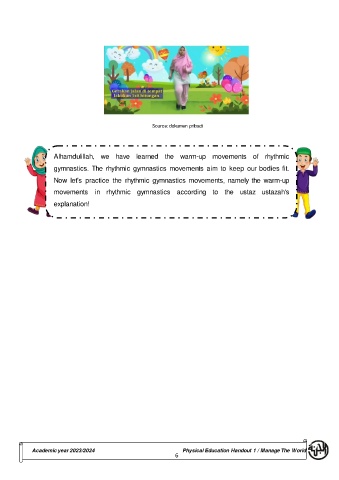 Gerakan jalan di tempat
lakukan 1x8 hitungan
Source: dokumen pribadi
Alhamdulillah, we have learned the warm-up movements of rhythmic
gymnastics. The rhythmic gymnastics movements aim to keep our bodies fit.
Now let's practice the rhythmic gymnastics movements, namely the warm-up
movements in rhythmic gymnastics according to the ustaz ustazah's
explanation!
Academic year 2023/2024 Physical Education Handout 1 / Manage The World
6